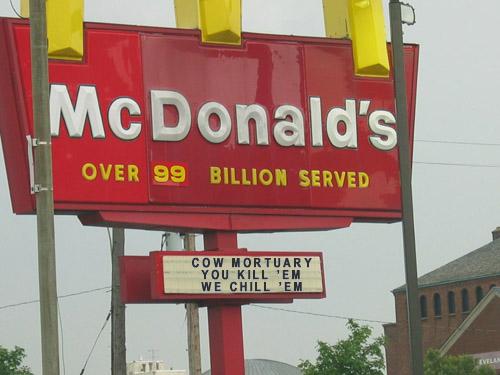 McDonald's
OVER 99 BILLION SERVED
COW MORTUARY
YOU KILL 'EM
WE CHILL 'EM